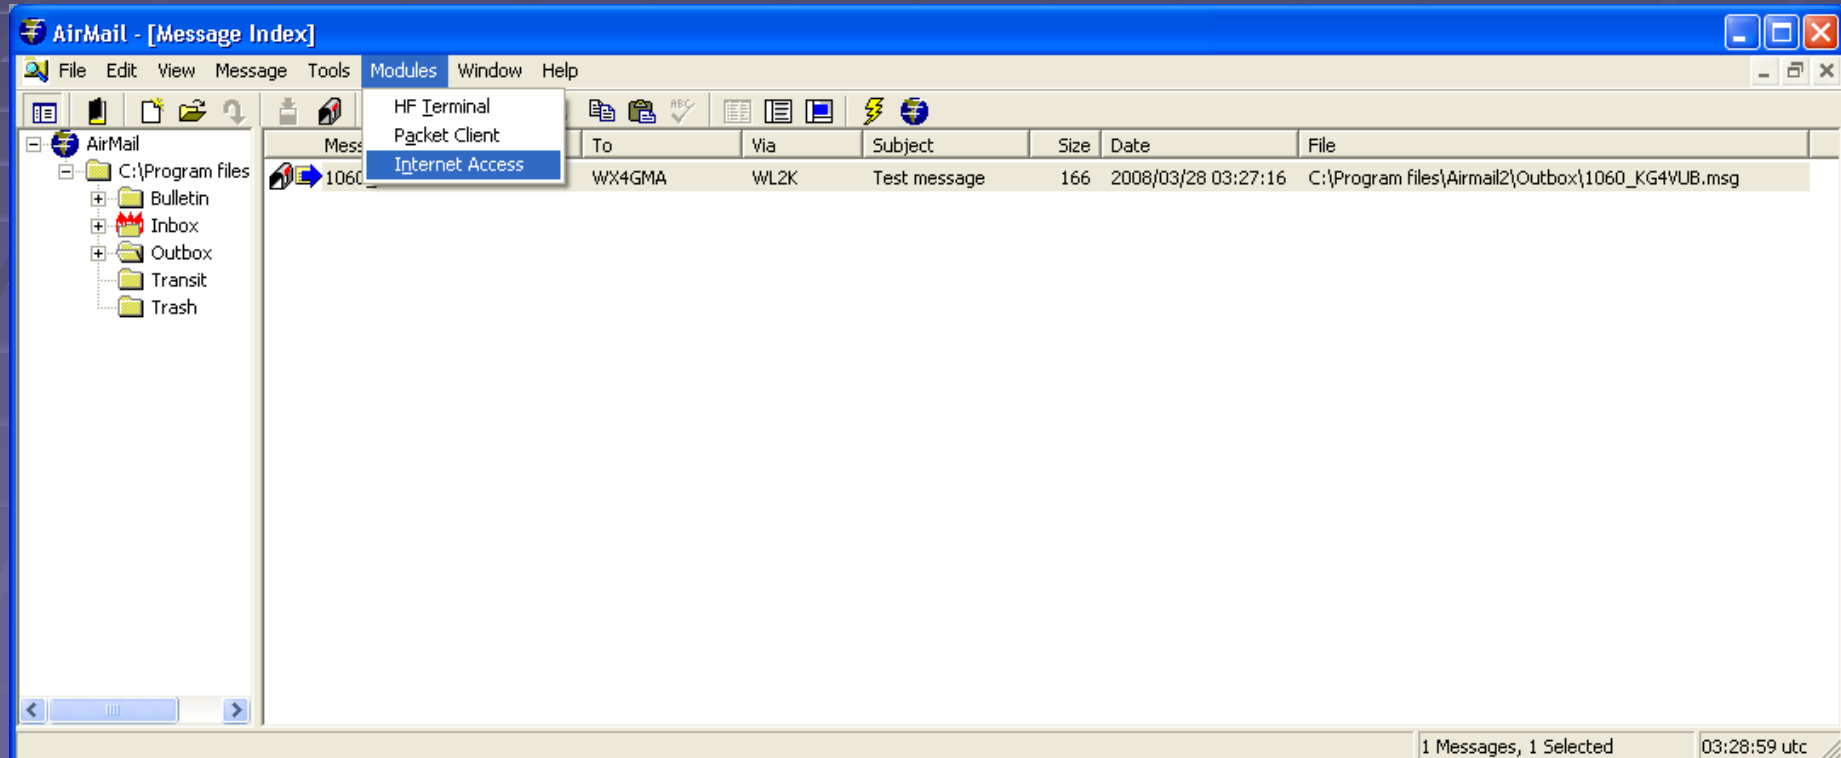 AirMail - [Message Index]
File Edit View Message Tools Modules Window Help
HF Terminal
Packet Client
Internet Access
ABC
AirMail
C:\Program files
Bulletin
Inbox
Outbox
Transit
Trash
To Via Subject Size Date File
WX4GMA WL2K Test message 166 2008/03/28 03:27:16 C:\Program files\Airmail2\Outbox\1060_KG4VUB.msg
1 Messages, 1 Selected 03:28:59 utc